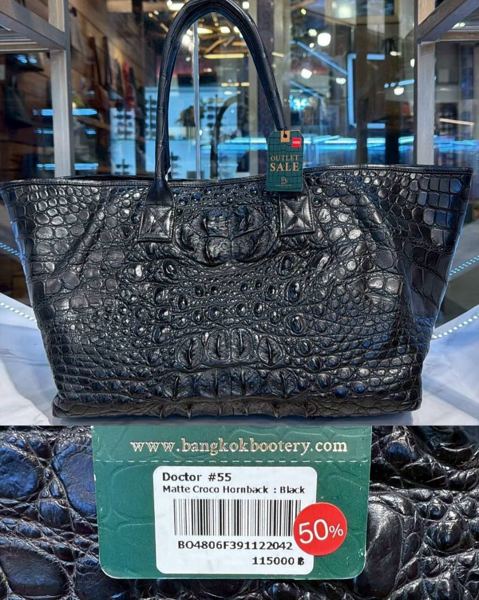 OUTLET
SALE
B
www.bangkokbootery.com
Doctor #55
Matte Croco Hornback : Black
BO4806F391122042
50%
115000 ฿